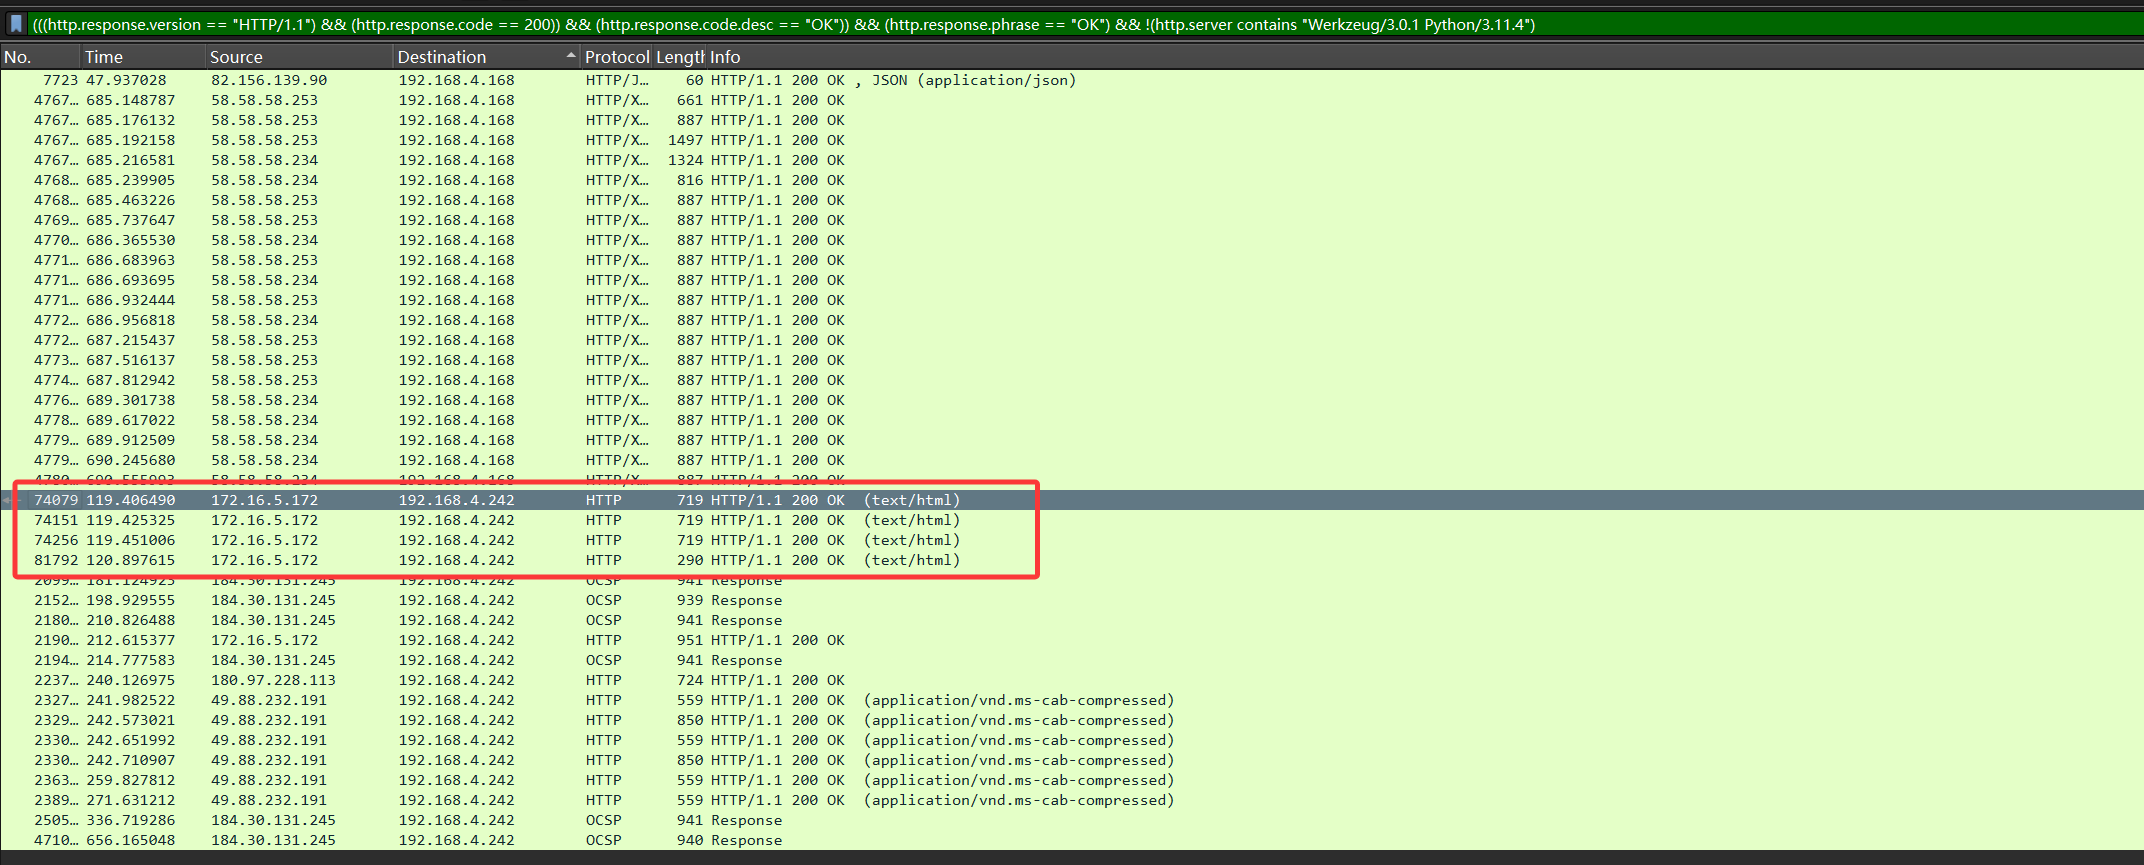 (((http.response.version == "HTTP/1.1") && (http.response.code == 200)) && (http.response.code.desc == "OK")) && (http.response.phrase == "OK") && !(http.server contains "Werkzeug/3.0.1 Python/3.11.4")
No. Time Source Destination Protocol Length Info
7723 47.937028 82.156.139.90 192.168.4.168 HTTP/J… 60 HTTP/1.1 200 OK , JSON (application/json)
4767… 685.148787 58.58.58.253 192.168.4.168 HTTP/X… 661 HTTP/1.1 200 OK
4767… 685.176132 58.58.58.253 192.168.4.168 HTTP/X… 887 HTTP/1.1 200 OK
4767… 685.192158 58.58.58.253 192.168.4.168 HTTP/X… 1497 HTTP/1.1 200 OK
4767… 685.216581 58.58.58.234 192.168.4.168 HTTP/X… 1324 HTTP/1.1 200 OK
4768… 685.239905 58.58.58.234 192.168.4.168 HTTP/X… 816 HTTP/1.1 200 OK
4768… 685.463226 58.58.58.253 192.168.4.168 HTTP/X… 887 HTTP/1.1 200 OK
4769… 685.737647 58.58.58.253 192.168.4.168 HTTP/X… 887 HTTP/1.1 200 OK
4770… 686.365530 58.58.58.234 192.168.4.168 HTTP/X… 887 HTTP/1.1 200 OK
4771… 686.683963 58.58.58.253 192.168.4.168 HTTP/X… 887 HTTP/1.1 200 OK
4771… 686.693695 58.58.58.234 192.168.4.168 HTTP/X… 887 HTTP/1.1 200 OK
4771… 686.932444 58.58.58.253 192.168.4.168 HTTP/X… 887 HTTP/1.1 200 OK
4772… 686.956818 58.58.58.234 192.168.4.168 HTTP/X… 887 HTTP/1.1 200 OK
4772… 687.215437 58.58.58.253 192.168.4.168 HTTP/X… 887 HTTP/1.1 200 OK
4773… 687.516137 58.58.58.253 192.168.4.168 HTTP/X… 887 HTTP/1.1 200 OK
4774… 687.812942 58.58.58.253 192.168.4.168 HTTP/X… 887 HTTP/1.1 200 OK
4776… 689.301738 58.58.58.234 192.168.4.168 HTTP/X… 887 HTTP/1.1 200 OK
4778… 689.617022 58.58.58.234 192.168.4.168 HTTP/X… 887 HTTP/1.1 200 OK
4779… 689.912509 58.58.58.234 192.168.4.168 HTTP/X… 887 HTTP/1.1 200 OK
4779… 690.245680 58.58.58.234 192.168.4.168 HTTP/X… 887 HTTP/1.1 200 OK
4780… 690.555993 58.58.58.234 192.168.4.168 HTTP/X… 887 HTTP/1.1 200 OK
74079 119.406490 172.16.5.172 192.168.4.242 HTTP 719 HTTP/1.1 200 OK (text/html)
74151 119.425325 172.16.5.172 192.168.4.242 HTTP 719 HTTP/1.1 200 OK (text/html)
74256 119.451006 172.16.5.172 192.168.4.242 HTTP 719 HTTP/1.1 200 OK (text/html)
81792 120.897615 172.16.5.172 192.168.4.242 HTTP 290 HTTP/1.1 200 OK (text/html)
2099… 181.124923 184.30.131.245 192.168.4.242 OCSP 941 Response
2152… 198.929555 184.30.131.245 192.168.4.242 OCSP 939 Response
2180… 210.826488 184.30.131.245 192.168.4.242 OCSP 941 Response
2190… 212.615377 172.16.5.172 192.168.4.242 HTTP 951 HTTP/1.1 200 OK
2194… 214.777583 184.30.131.245 192.168.4.242 OCSP 941 Response
2237… 240.126975 180.97.228.113 192.168.4.242 HTTP 724 HTTP/1.1 200 OK
2327… 241.982522 49.88.232.191 192.168.4.242 HTTP 559 HTTP/1.1 200 OK (application/vnd.ms-cab-compressed)
2329… 242.573021 49.88.232.191 192.168.4.242 HTTP 850 HTTP/1.1 200 OK (application/vnd.ms-cab-compressed)
2330… 242.651992 49.88.232.191 192.168.4.242 HTTP 559 HTTP/1.1 200 OK (application/vnd.ms-cab-compressed)
2330… 242.710907 49.88.232.191 192.168.4.242 HTTP 850 HTTP/1.1 200 OK (application/vnd.ms-cab-compressed)
2363… 259.827812 49.88.232.191 192.168.4.242 HTTP 559 HTTP/1.1 200 OK (application/vnd.ms-cab-compressed)
2389… 271.631212 49.88.232.191 192.168.4.242 HTTP 559 HTTP/1.1 200 OK (application/vnd.ms-cab-compressed)
2505… 336.719286 184.30.131.245 192.168.4.242 OCSP 941 Response
4710… 656.165048 184.30.131.245 192.168.4.242 OCSP 940 Response